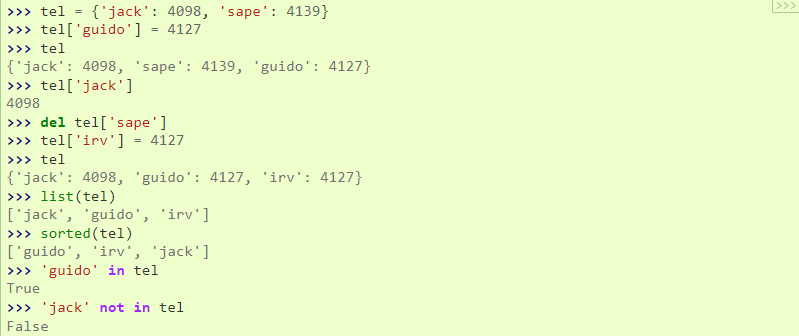 >>>
>>> tel = {'jack': 4098, 'sape': 4139}
>>> tel['guido'] = 4127
>>> tel
{'jack': 4098, 'sape': 4139, 'guido': 4127}
>>> tel['jack']
4098
>>> del tel['sape']
>>> tel['irv'] = 4127
>>> tel
{'jack': 4098, 'guido': 4127, 'irv': 4127}
>>> list(tel)
['jack', 'guido', 'irv']
>>> sorted(tel)
['guido', 'irv', 'jack']
>>> 'guido' in tel
True
>>> 'jack' not in tel
False